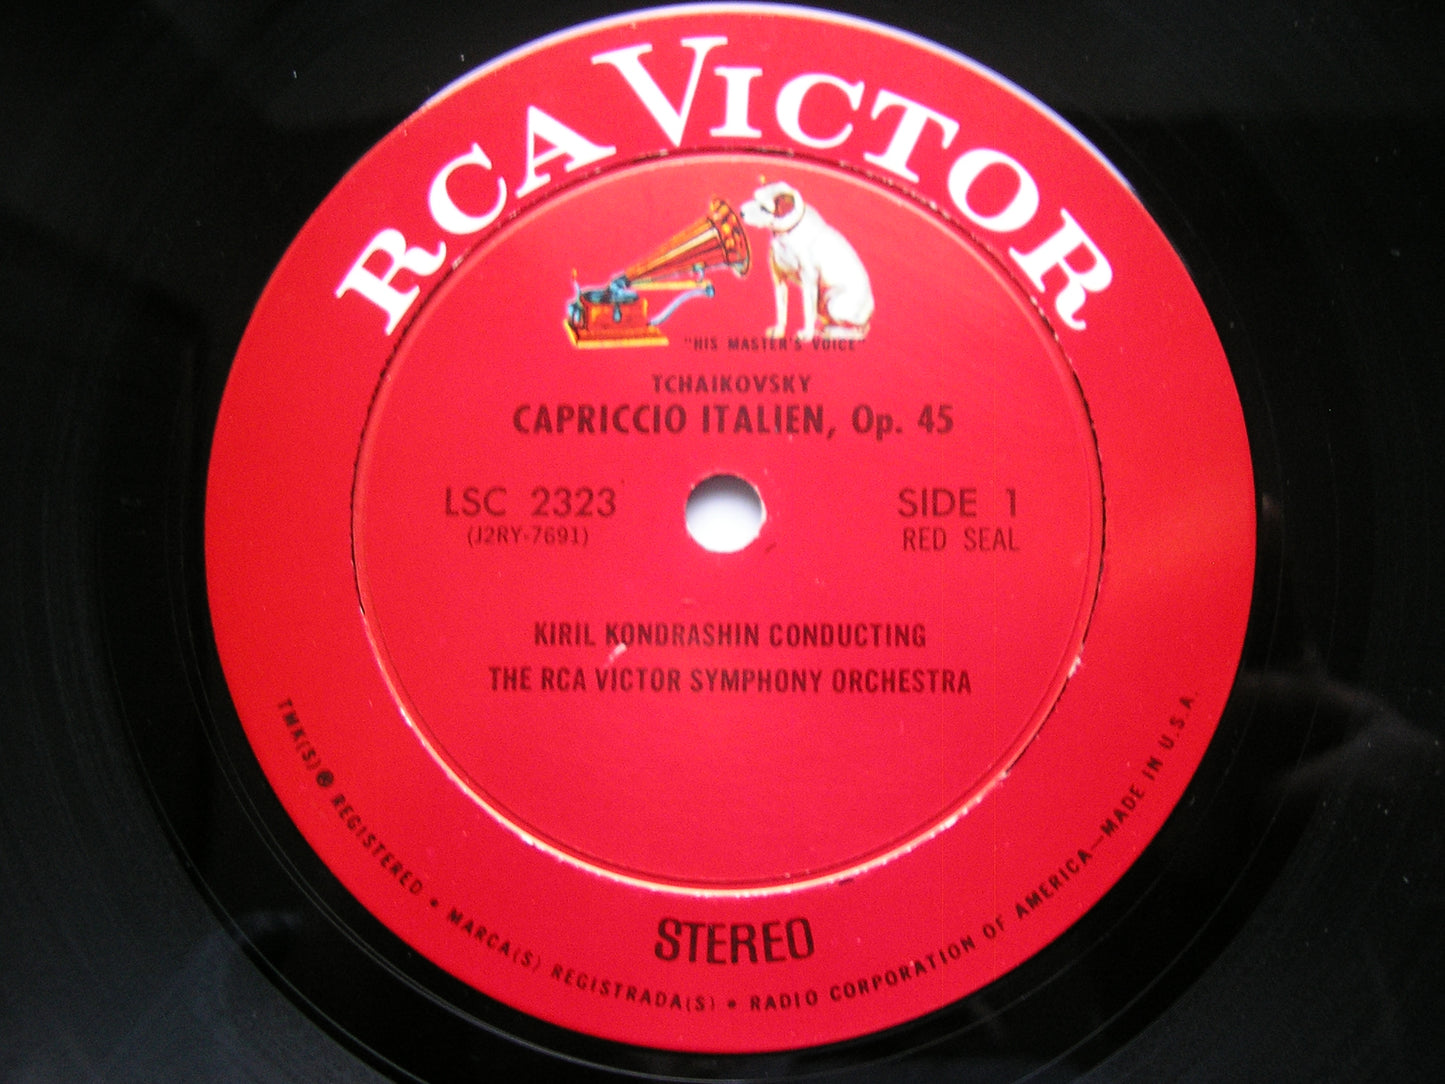 RCA VICTOR
"HIS MASTER'S VOICE"
TCHAIKOVSKY
CAPRICCIO ITALIEN, Op. 45
LSC 2323
(J2RY-7691)
SIDE 1
RED SEAL
KIRIL KONDRASHIN CONDUCTING
THE RCA VICTOR SYMPHONY ORCHESTRA
STEREO
TMK(S) ® REGISTERED • MARCA(S) REGISTRADA(S) • RADIO CORPORATION OF AMERICA—MADE IN U.S.A.